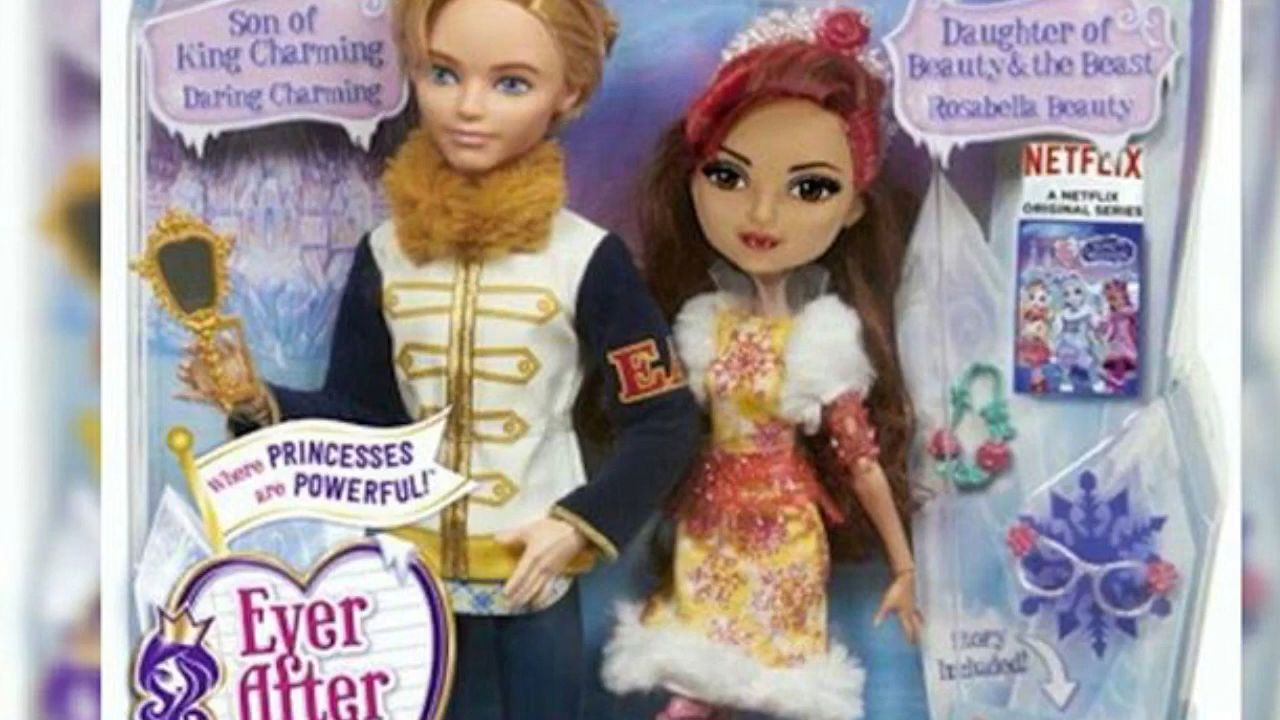 Son of
King Charming
Daring Charming
Daughter of
Beauty & the Beast
Rosabella Beauty
NETFLIX
A NETFLIX
ORIGINAL SERIES
EA
Where PRINCESSES
are POWERFUL!™
Ever
After
Story
Included!